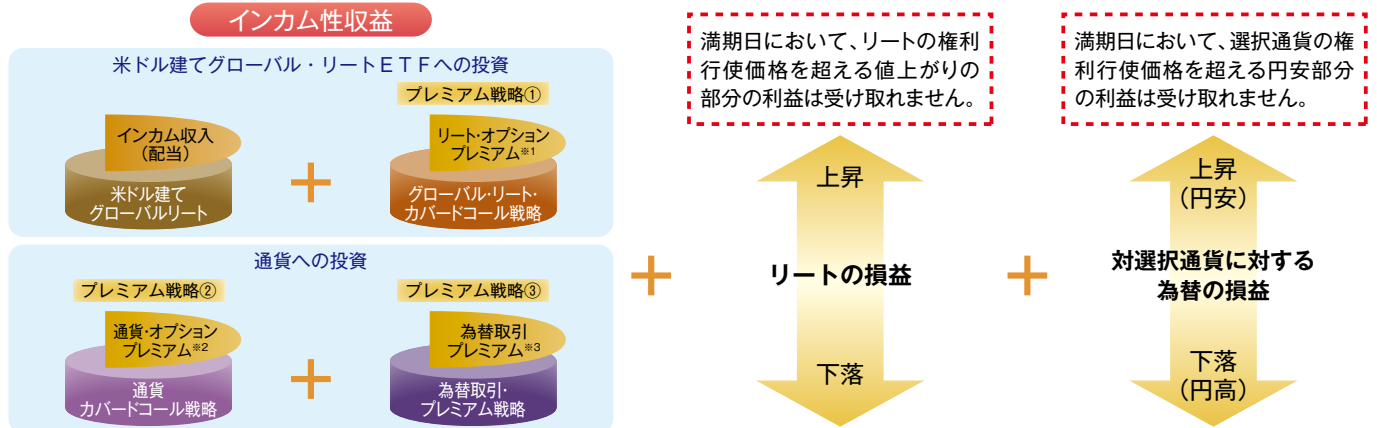 インカム性収益
米ドル建てグローバル・リートＥＴＦへの投資
プレミアム戦略①
インカム収入
（配当）
リート・オプション
プレミアム※1
米ドル建て
グローバルリート
＋
グローバル・リート・
カバードコール戦略
通貨への投資
プレミアム戦略②
プレミアム戦略③
通貨・オプション
プレミアム※2
為替取引
プレミアム※3
通貨
カバードコール戦略
＋
為替取引・
プレミアム戦略
＋
満期日において、リートの権利
行使価格を超える値上がりの
部分の利益は受け取れません。
上昇
リートの損益
下落
＋
満期日において、選択通貨の権
利行使価格を超える円安部分
の利益は受け取れません。
上昇
（円安）
対選択通貨に対する
為替の損益
下落
（円高）